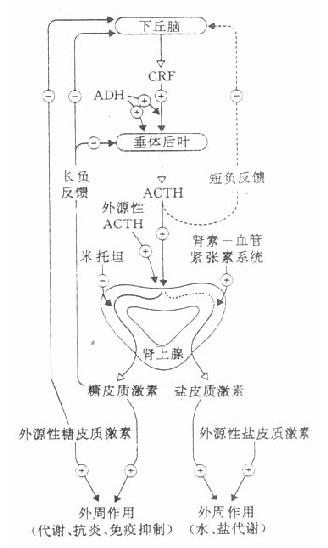 下丘脑
CRF
ADH
垂体后叶
长负
反馈
短负反馈
ACTH
外源性
ACTH
肾素－血管
紧张素系统
米托坦
肾上腺
糖皮质激素
盐皮质激素
外源性糖皮质激素
外源性盐皮质激素
外周作用
(代谢、抗炎、免疫抑制)
外周作用
(水、盐代谢)